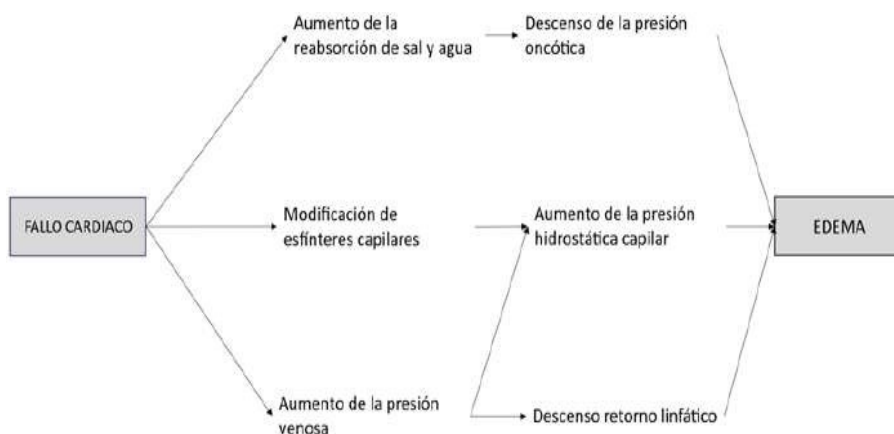 Aumento de la
reabsorción de sal y agua
Descenso de la presión
oncótica
FALLO CARDIACO
Modificación de
esfínteres capilares
Aumento de la presión
hidrostática capilar
EDEMA
Aumento de la presión
venosa
Descenso retorno linfático